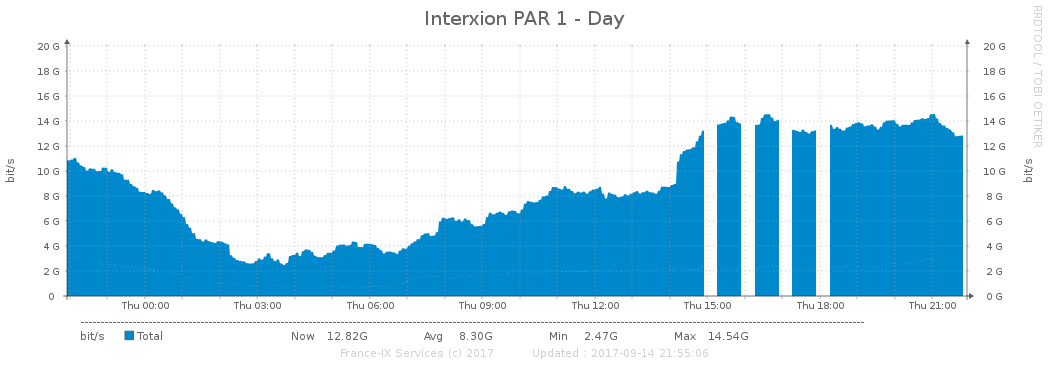 Interxion PAR 1 - Day
RRDTOOL / TOBI OETIKER
bit/s
20 G 20 G
18 G 18 G
16 G 16 G
14 G 14 G
12 G 12 G
10 G 10 G
8 G 8 G
6 G 6 G
4 G 4 G
2 G 2 G
0 0 G
bit/s
Thu 00:00 Thu 03:00 Thu 06:00 Thu 09:00 Thu 12:00 Thu 15:00 Thu 18:00 Thu 21:00
bit/s Total Now 12.82G Avg 8.30G Min 2.47G Max 14.54G
France-IX Services (c) 2017 Updated : 2017-09-14 21:55:06